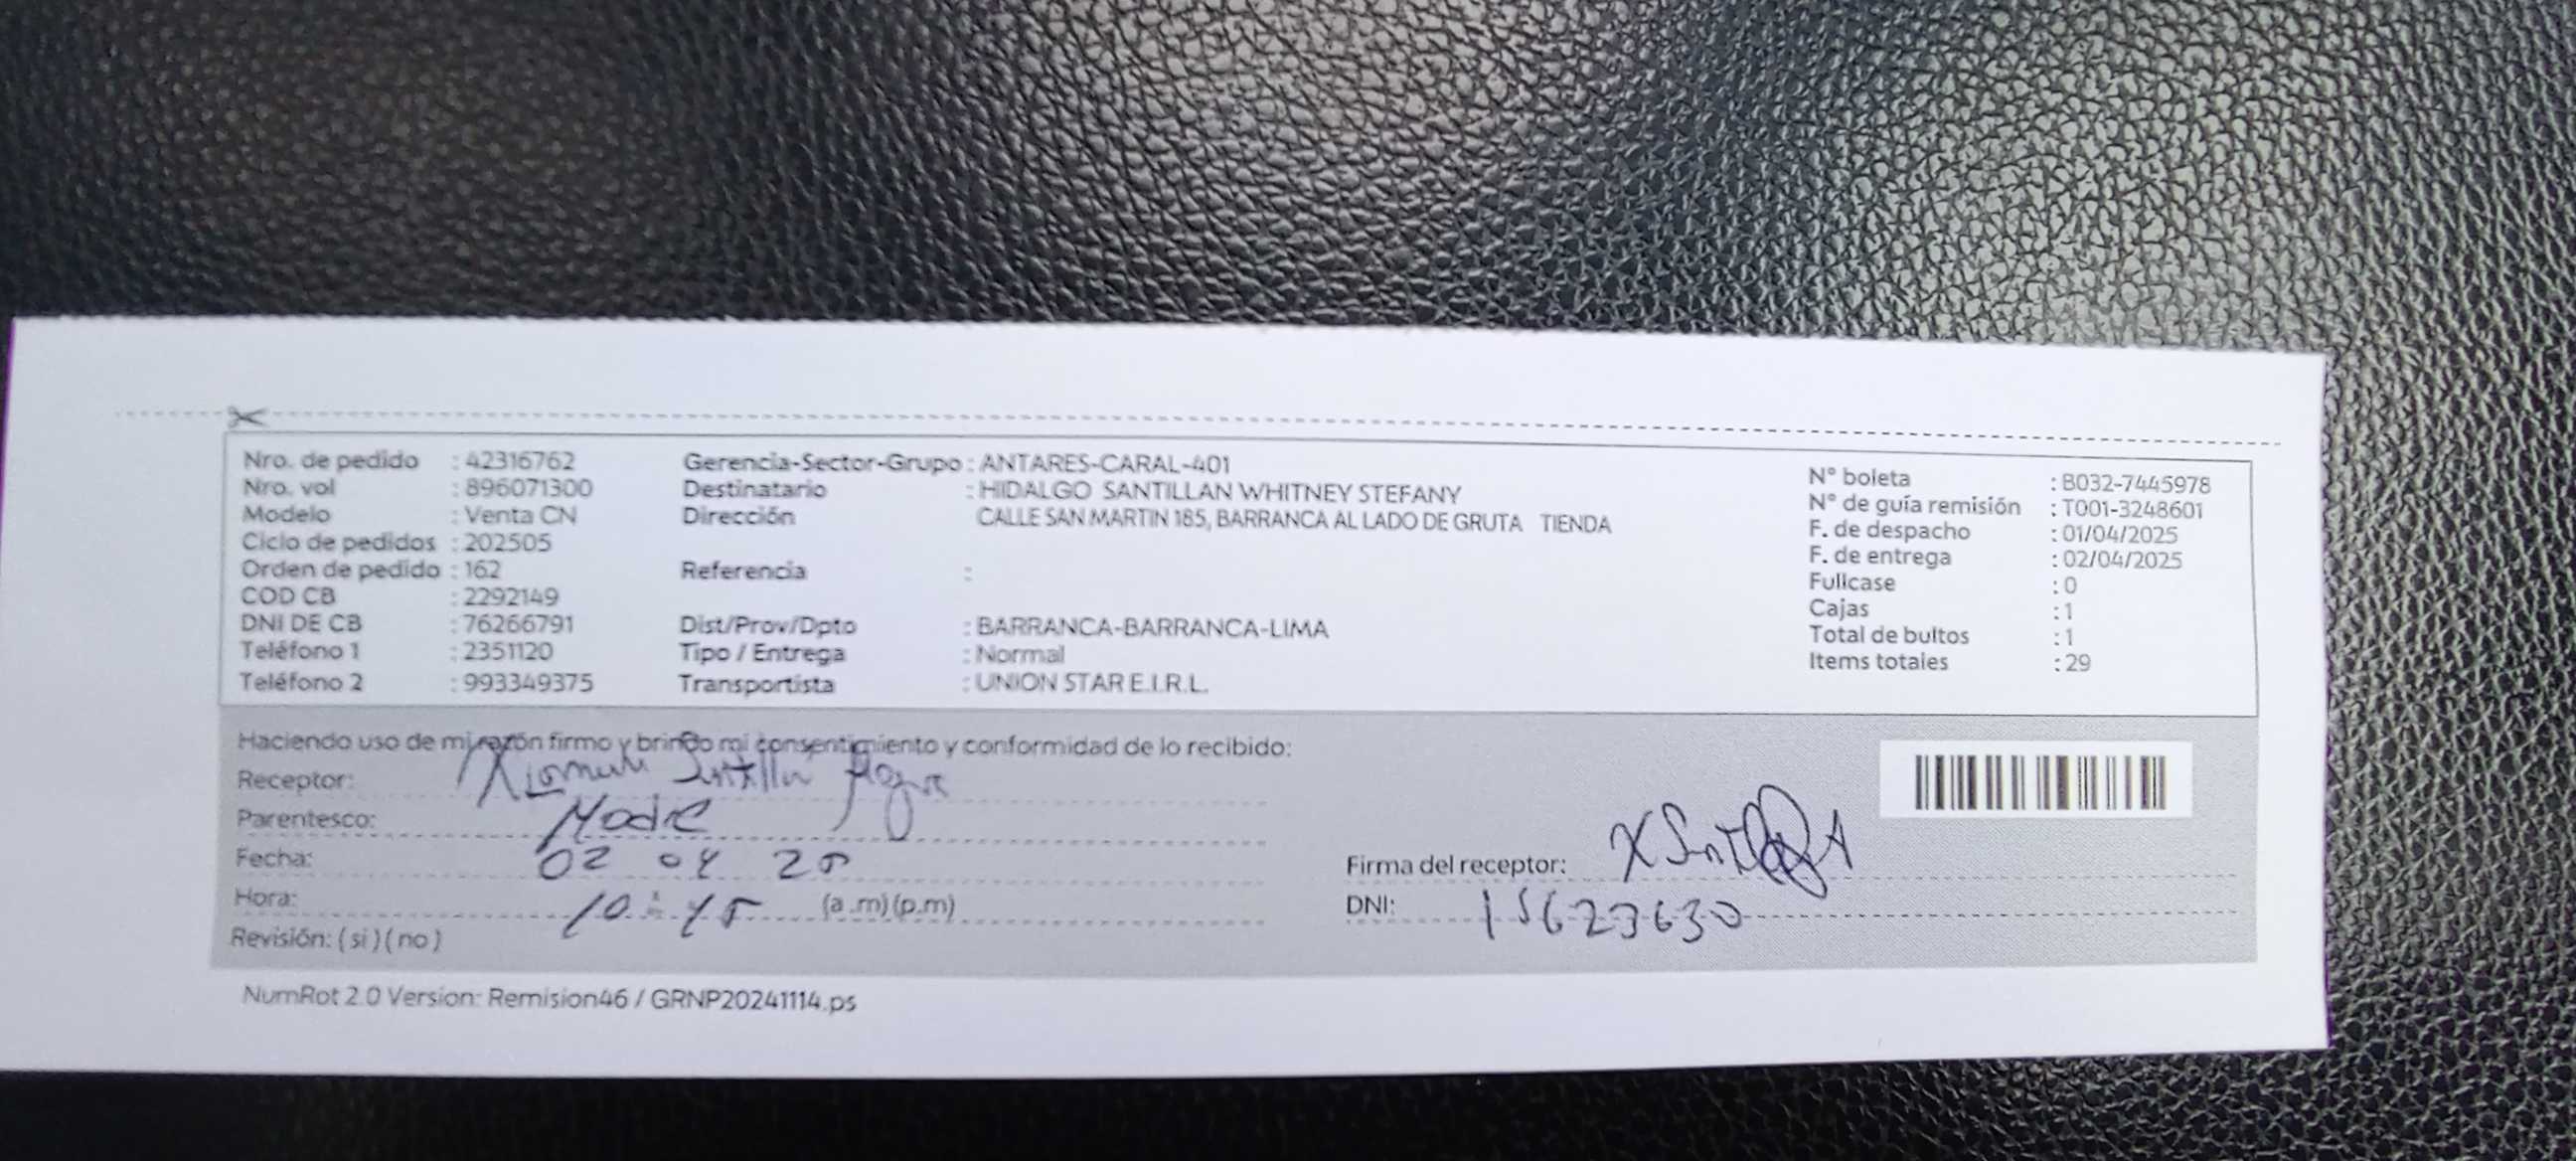 Nro. de pedido : 42316762 Gerencia-Sector-Grupo : ANTARES-CARAL-401 N° boleta : B032-7445978
Nro. vol : 896071300 Destinatario : HIDALGO SANTILLAN WHITNEY STEFANY N° de guía remisión : T001-3248601
Modelo : Venta CN Dirección CALLE SAN MARTIN 185, BARRANCA AL LADO DE GRUTA TIENDA F. de despacho : 01/04/2025
Ciclo de pedidos : 202505 F. de entrega : 02/04/2025
Orden de pedido : 162 Referencia : Fullcase : 0
COD CB : 2292149 Cajas : 1
DNI DE CB : 76266791 Dist/Prov/Dpto : BARRANCA-BARRANCA-LIMA Total de bultos : 1
Teléfono 1 : 2351120 Tipo / Entrega : Normal Items totales : 29
Teléfono 2 : 993349375 Transportista : UNION STAR E.I.R.L.
Haciendo uso de mi razón firmo y brindo mi consentimiento y conformidad de lo recibido:
Receptor:
Parentesco: Madre
Fecha: 02 04 25
Hora: 10:45 (a.m)(p.m)
Revisión: (si)(no)
Firma del receptor:
DNI: 15623630
NumRot 2.0 Version: Remision46 / GRNP20241114.ps